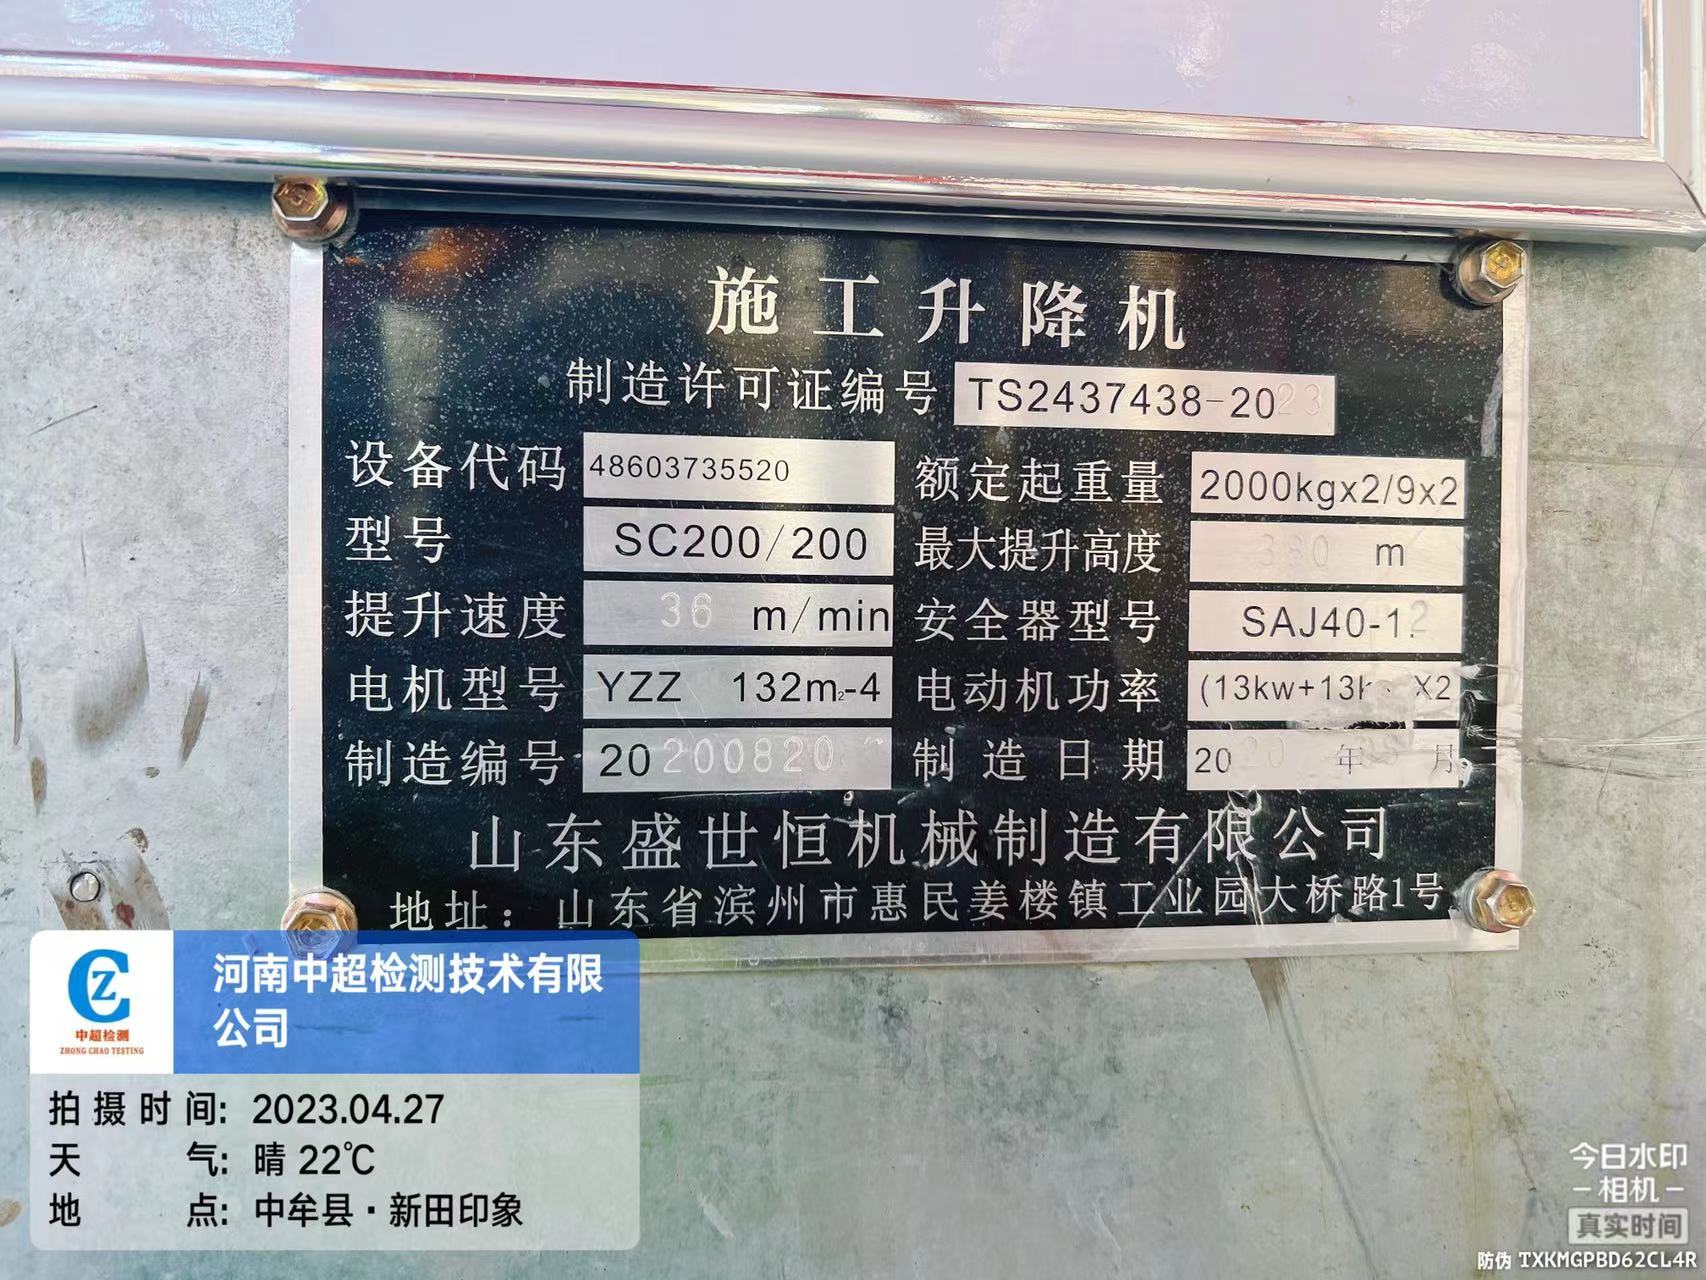 施工升降机
制造许可证编号 TS2437438-2023
设备代码 48603735520 额定起重量 2000kgx2/9x2
型号 SC200/200 最大提升高度 m
提升速度 36 m/min 安全器型号 SAJ40-1.2
电机型号 YZZ 132m2-4 电动机功率 (13kw+13k X2
制造编号 20200820 制造日期 2020年 月
山东盛世恒机械制造有限公司
地址：山东省滨州市惠民姜楼镇工业园大桥路1号
CZ
中超检测
ZHONG CHAO TESTING
河南中超检测技术有限
公司
拍摄时间: 2023.04.27
天气: 晴 22℃
地点: 中牟县·新田印象
今日水印
相机
真实时间
防伪 TXKMGPBD62CL4R